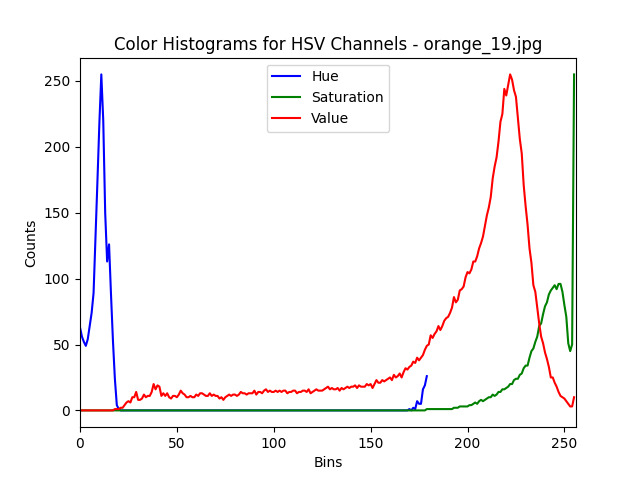 Color Histograms for HSV Channels - orange_19.jpg
Hue
Saturation
Value
250
200
150
100
50
0
Counts
0 50 100 150 200 250
Bins